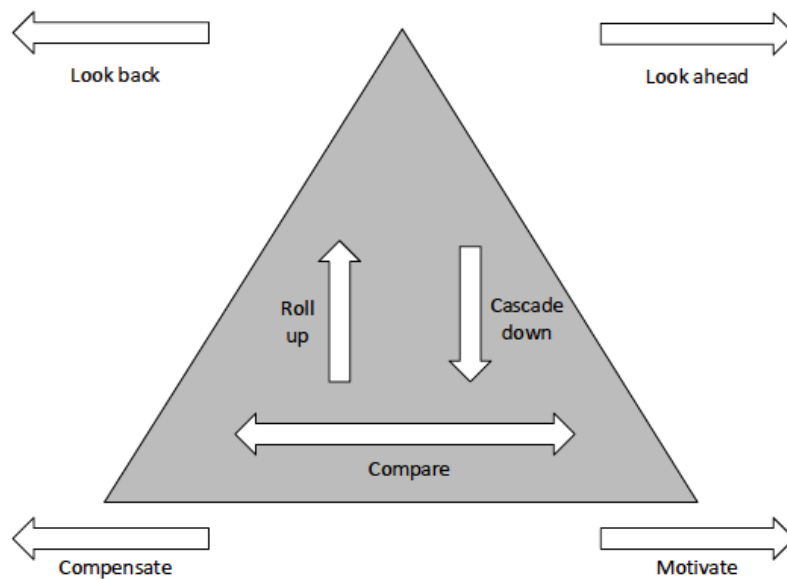 Look back
Look ahead
Roll
up
Cascade
down
Compare
Compensate
Motivate